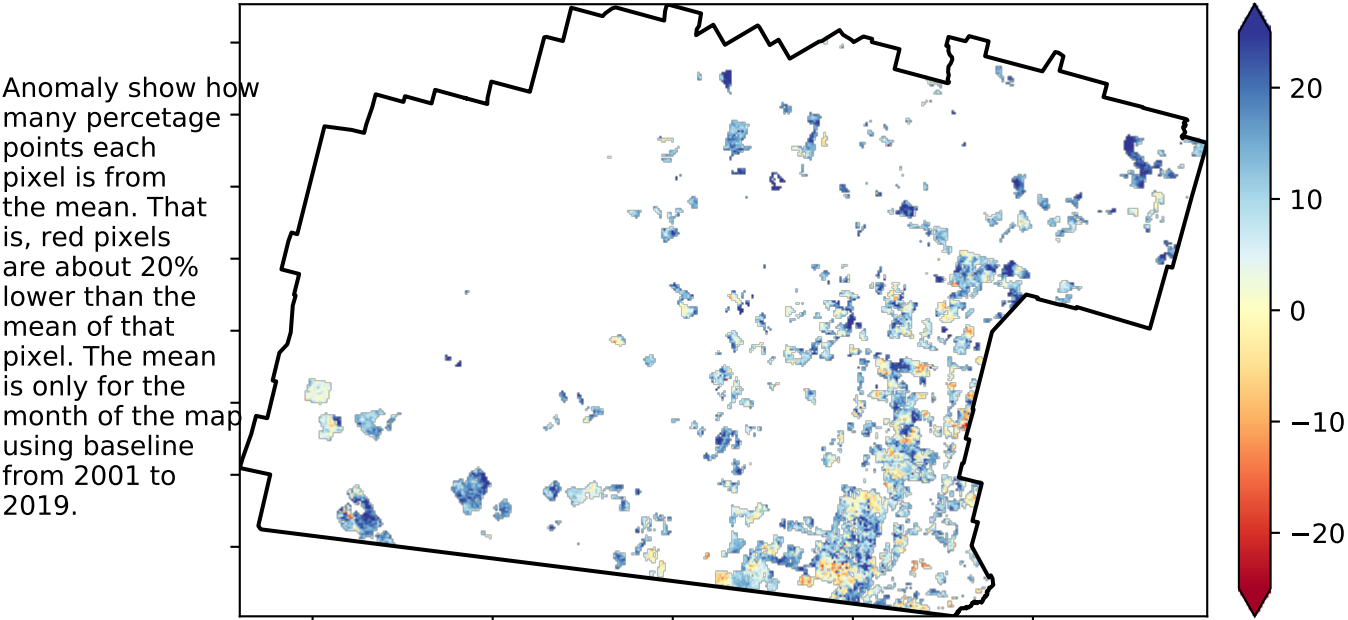 Anomaly show how
many percetage
points each
pixel is from
the mean. That
is, red pixels
are about 20%
lower than the
mean of that
pixel. The mean
is only for the
month of the map
using baseline
from 2001 to
2019.
20
10
0
−10
−20